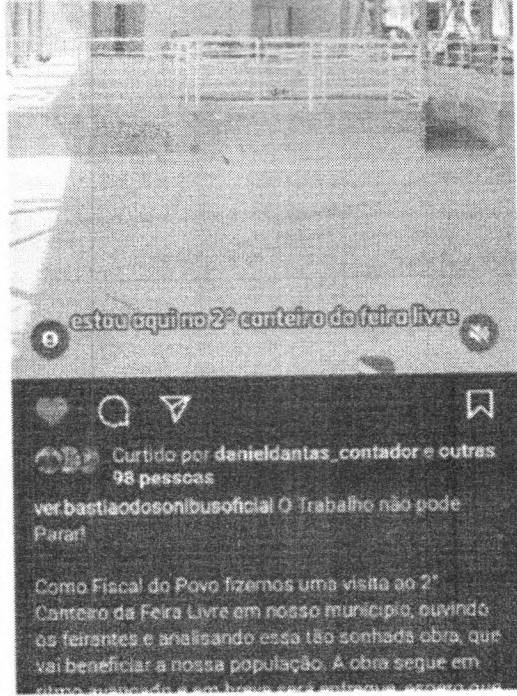 estou aqui no 2° canteiro da feira livre
Curtido por danieldantas_contador e outras
98 pessoas
ver.bastiaodosonibusoficial O Trabalho não pode
Parar!
Como Fiscal do Povo fizemos uma visita ao 2°
Canteiro da Feira Livre em nosso município, ouvindo
os feirantes e analisando essa tão sonhada obra, que
vai beneficiar a nossa população. A obra segue em